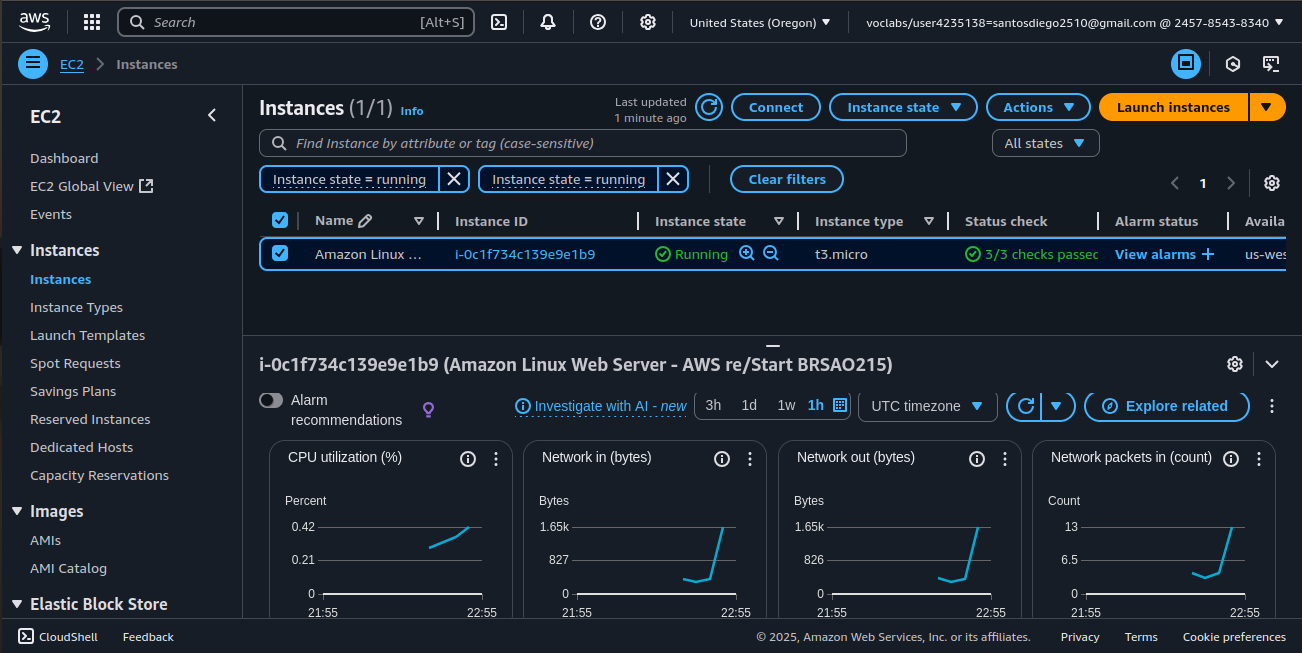 aws
Search [Alt+S]
United States (Oregon)
voclabs/user4235138=santosdiego2510@gmail.com @ 2457-8543-8340
EC2 > Instances
EC2
Dashboard
EC2 Global View
Events
Instances
Instances
Instance Types
Launch Templates
Spot Requests
Savings Plans
Reserved Instances
Dedicated Hosts
Capacity Reservations
Images
AMIs
AMI Catalog
Elastic Block Store
Instances (1/1) Info
Last updated
1 minute ago
Connect
Instance state
Actions
Launch instances
Find Instance by attribute or tag (case-sensitive)
All states
Instance state = running
Instance state = running
Clear filters
1
Name Instance ID Instance state Instance type Status check Alarm status Availa
Amazon Linux ... i-0c1f734c139e9e1b9 Running t3.micro 3/3 checks passec View alarms + us-wes
i-0c1f734c139e9e1b9 (Amazon Linux Web Server - AWS re/Start BRSAO215)
Alarm
recommendations
Investigate with AI - new
3h 1d 1w 1h
UTC timezone
Explore related
CPU utilization (%)
Percent
0.42
0.21
0
21:55 22:55
Network in (bytes)
Bytes
1.65k
827
0
21:55 22:55
Network out (bytes)
Bytes
1.65k
826
0
21:55 22:55
Network packets in (count)
Count
13
6.5
0
21:55 22:55
CloudShell Feedback
© 2025, Amazon Web Services, Inc. or its affiliates. Privacy Terms Cookie preferences